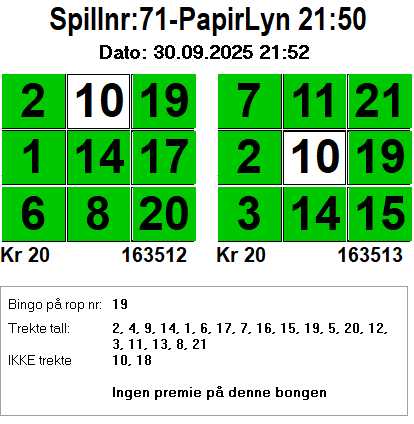 Spillnr:71-PapirLyn 21:50
Dato: 30.09.2025 21:52
2 10 19 7 11 21
1 14 17 2 10 19
6 8 20 3 14 15
Kr 20 163512 Kr 20 163513
Bingo på rop nr: 19
Trekte tall: 2, 4, 9, 14, 1, 6, 17, 7, 16, 15, 19, 5, 20, 12,
3, 11, 13, 8, 21
IKKE trekte 10, 18
Ingen premie på denne bongen